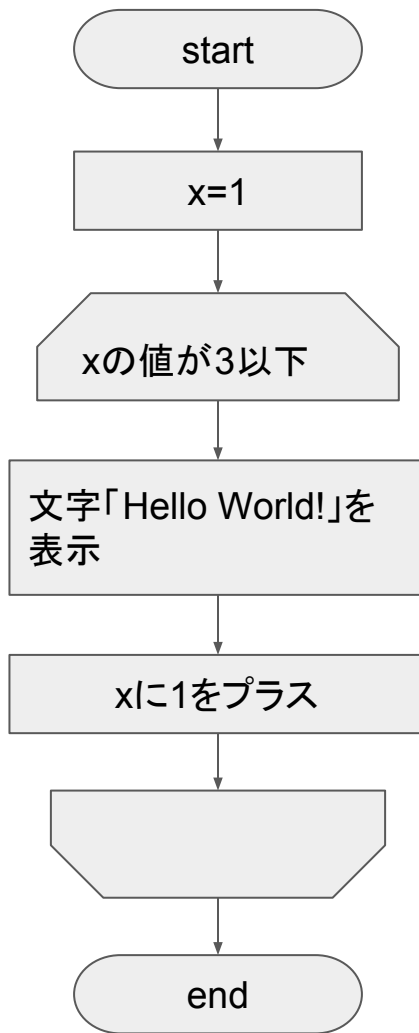 start
x=1
xの値が3以下
文字｢Hello World!｣を
表示
xに1をプラス
end